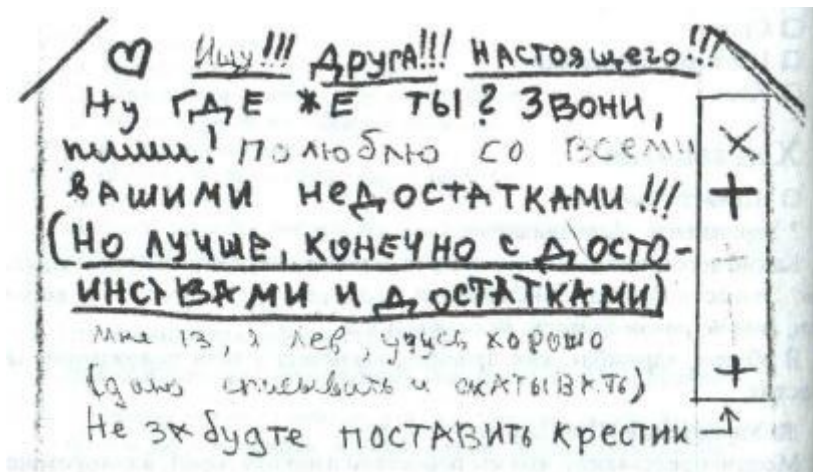 ♡ Ищу!!! Друга!!! Настоящего!!!
Ну где же ты? Звони,
пиши! Полюблю со всеми
вашими недостатками!!!
(Но лучше, конечно с досто-
инствами и достатками)
Мне 13, я лев, учусь хорошо
(даю списывать и скатывать)
Не забудте поставить крестик